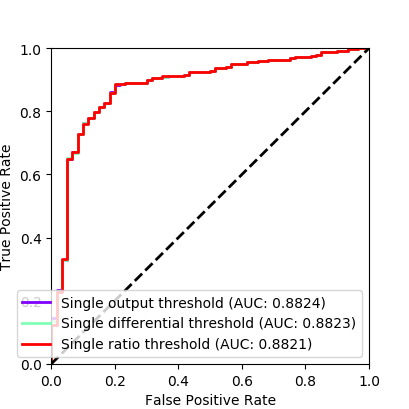 1.0
0.8
0.6
0.4
0.2
0.0
True Positive Rate
Single output threshold (AUC: 0.8824)
Single differential threshold (AUC: 0.8823)
Single ratio threshold (AUC: 0.8821)
0.0 0.2 0.4 0.6 0.8 1.0
False Positive Rate